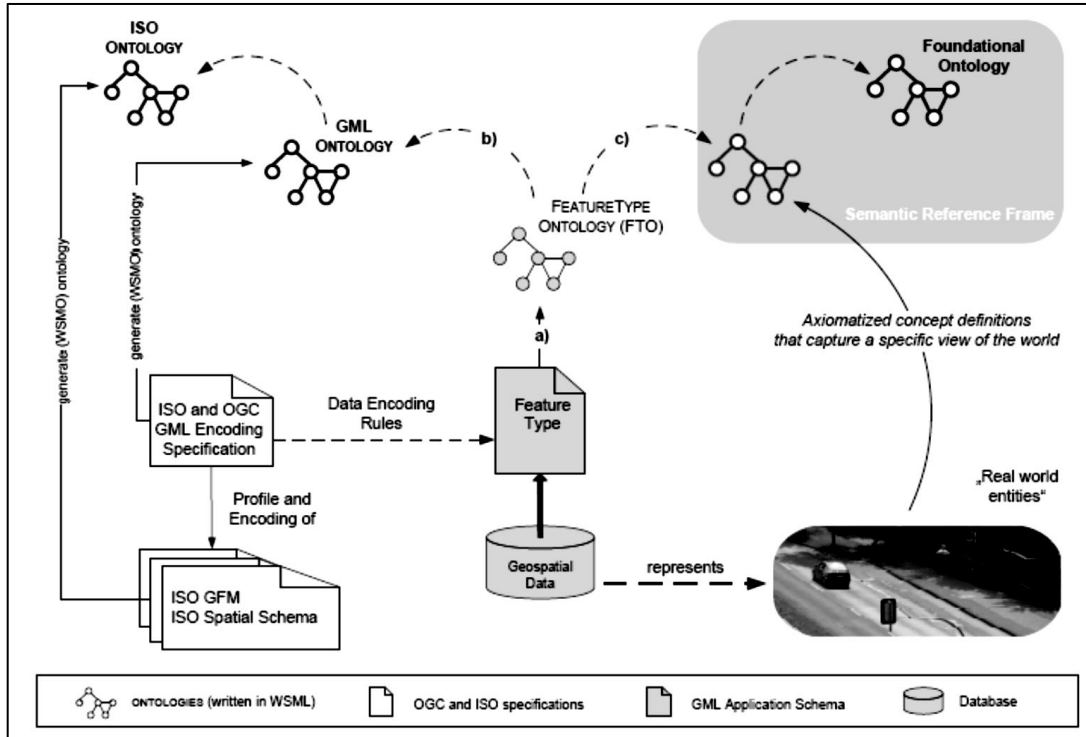 ISO
ONTOLOGY
Foundational
Ontology
GML
ONTOLOGY
b)
c)
FEATURETYPE
ONTOLOGY (FTO)
Semantic Reference Frame
generate (WSMO) ontology
generate (WSMO) ontology
a)
Axiomatized concept definitions
that capture a specific view of the world
ISO and OGC
GML Encoding
Specification
Data Encoding
Rules
Feature
Type
Profile and
Encoding of
„Real world
entities“
Geospatial
Data
represents
ISO GFM
ISO Spatial Schema
ONTOLOGIES (written in WSML)
OGC and ISO specifications
GML Application Schema
Database